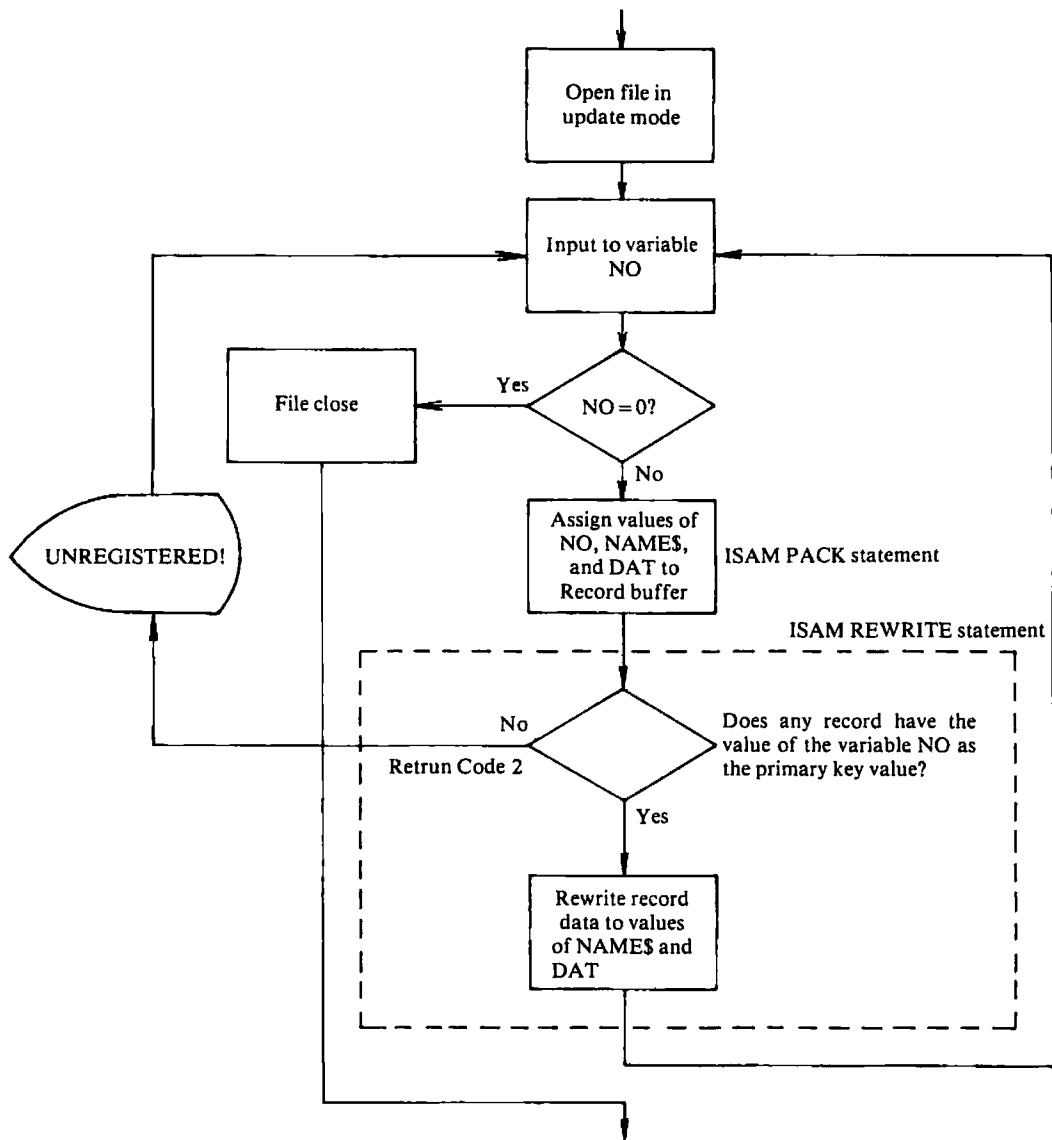 Open file in
update mode
Input to variable
NO
File close
Yes
NO = 0?
No
UNREGISTERED!
Assign values of
NO, NAME$,
and DAT to
Record buffer
ISAM PACK statement
ISAM REWRITE statement
No
Retrun Code 2
Does any record have the
value of the variable NO as
the primary key value?
Yes
Rewrite record
data to values
of NAME$ and
DAT